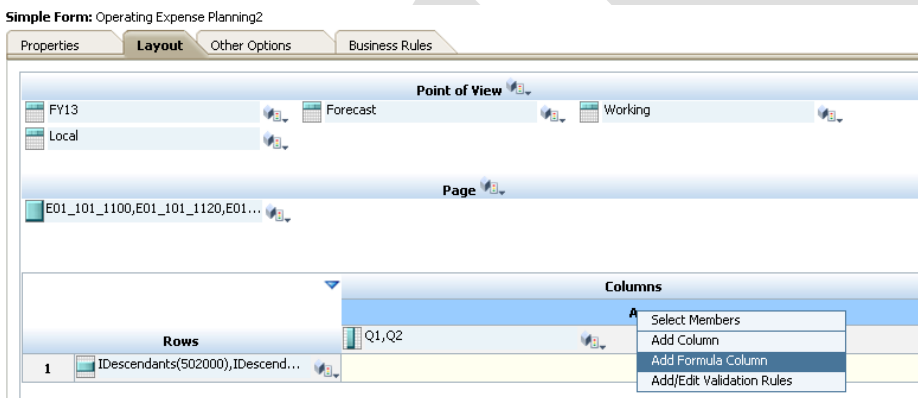 Simple Form: Operating Expense Planning2
Properties Layout Other Options Business Rules
Point of View
FY13 Forecast Working
Local
Page
E01_101_1100,E01_101_1120,E01...
Columns
A
Select Members
Rows Q1,Q2 Add Column
1 IDescendants(502000),IDescend... Add Formula Column
Add/Edit Validation Rules